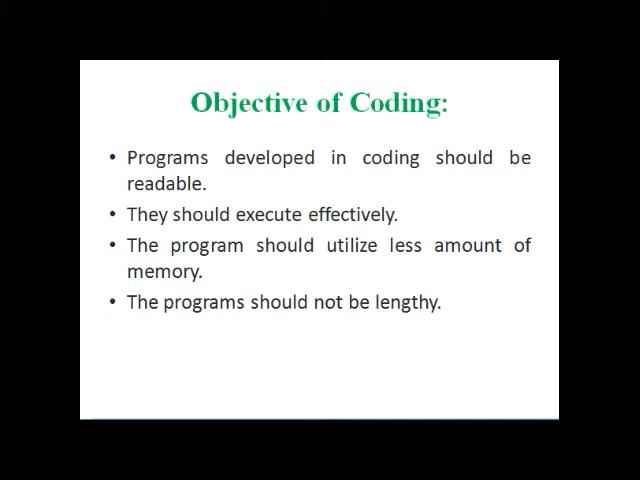 Objective of Coding:
• Programs developed in coding should be
readable.
• They should execute effectively.
• The program should utilize less amount of
memory.
• The programs should not be lengthy.